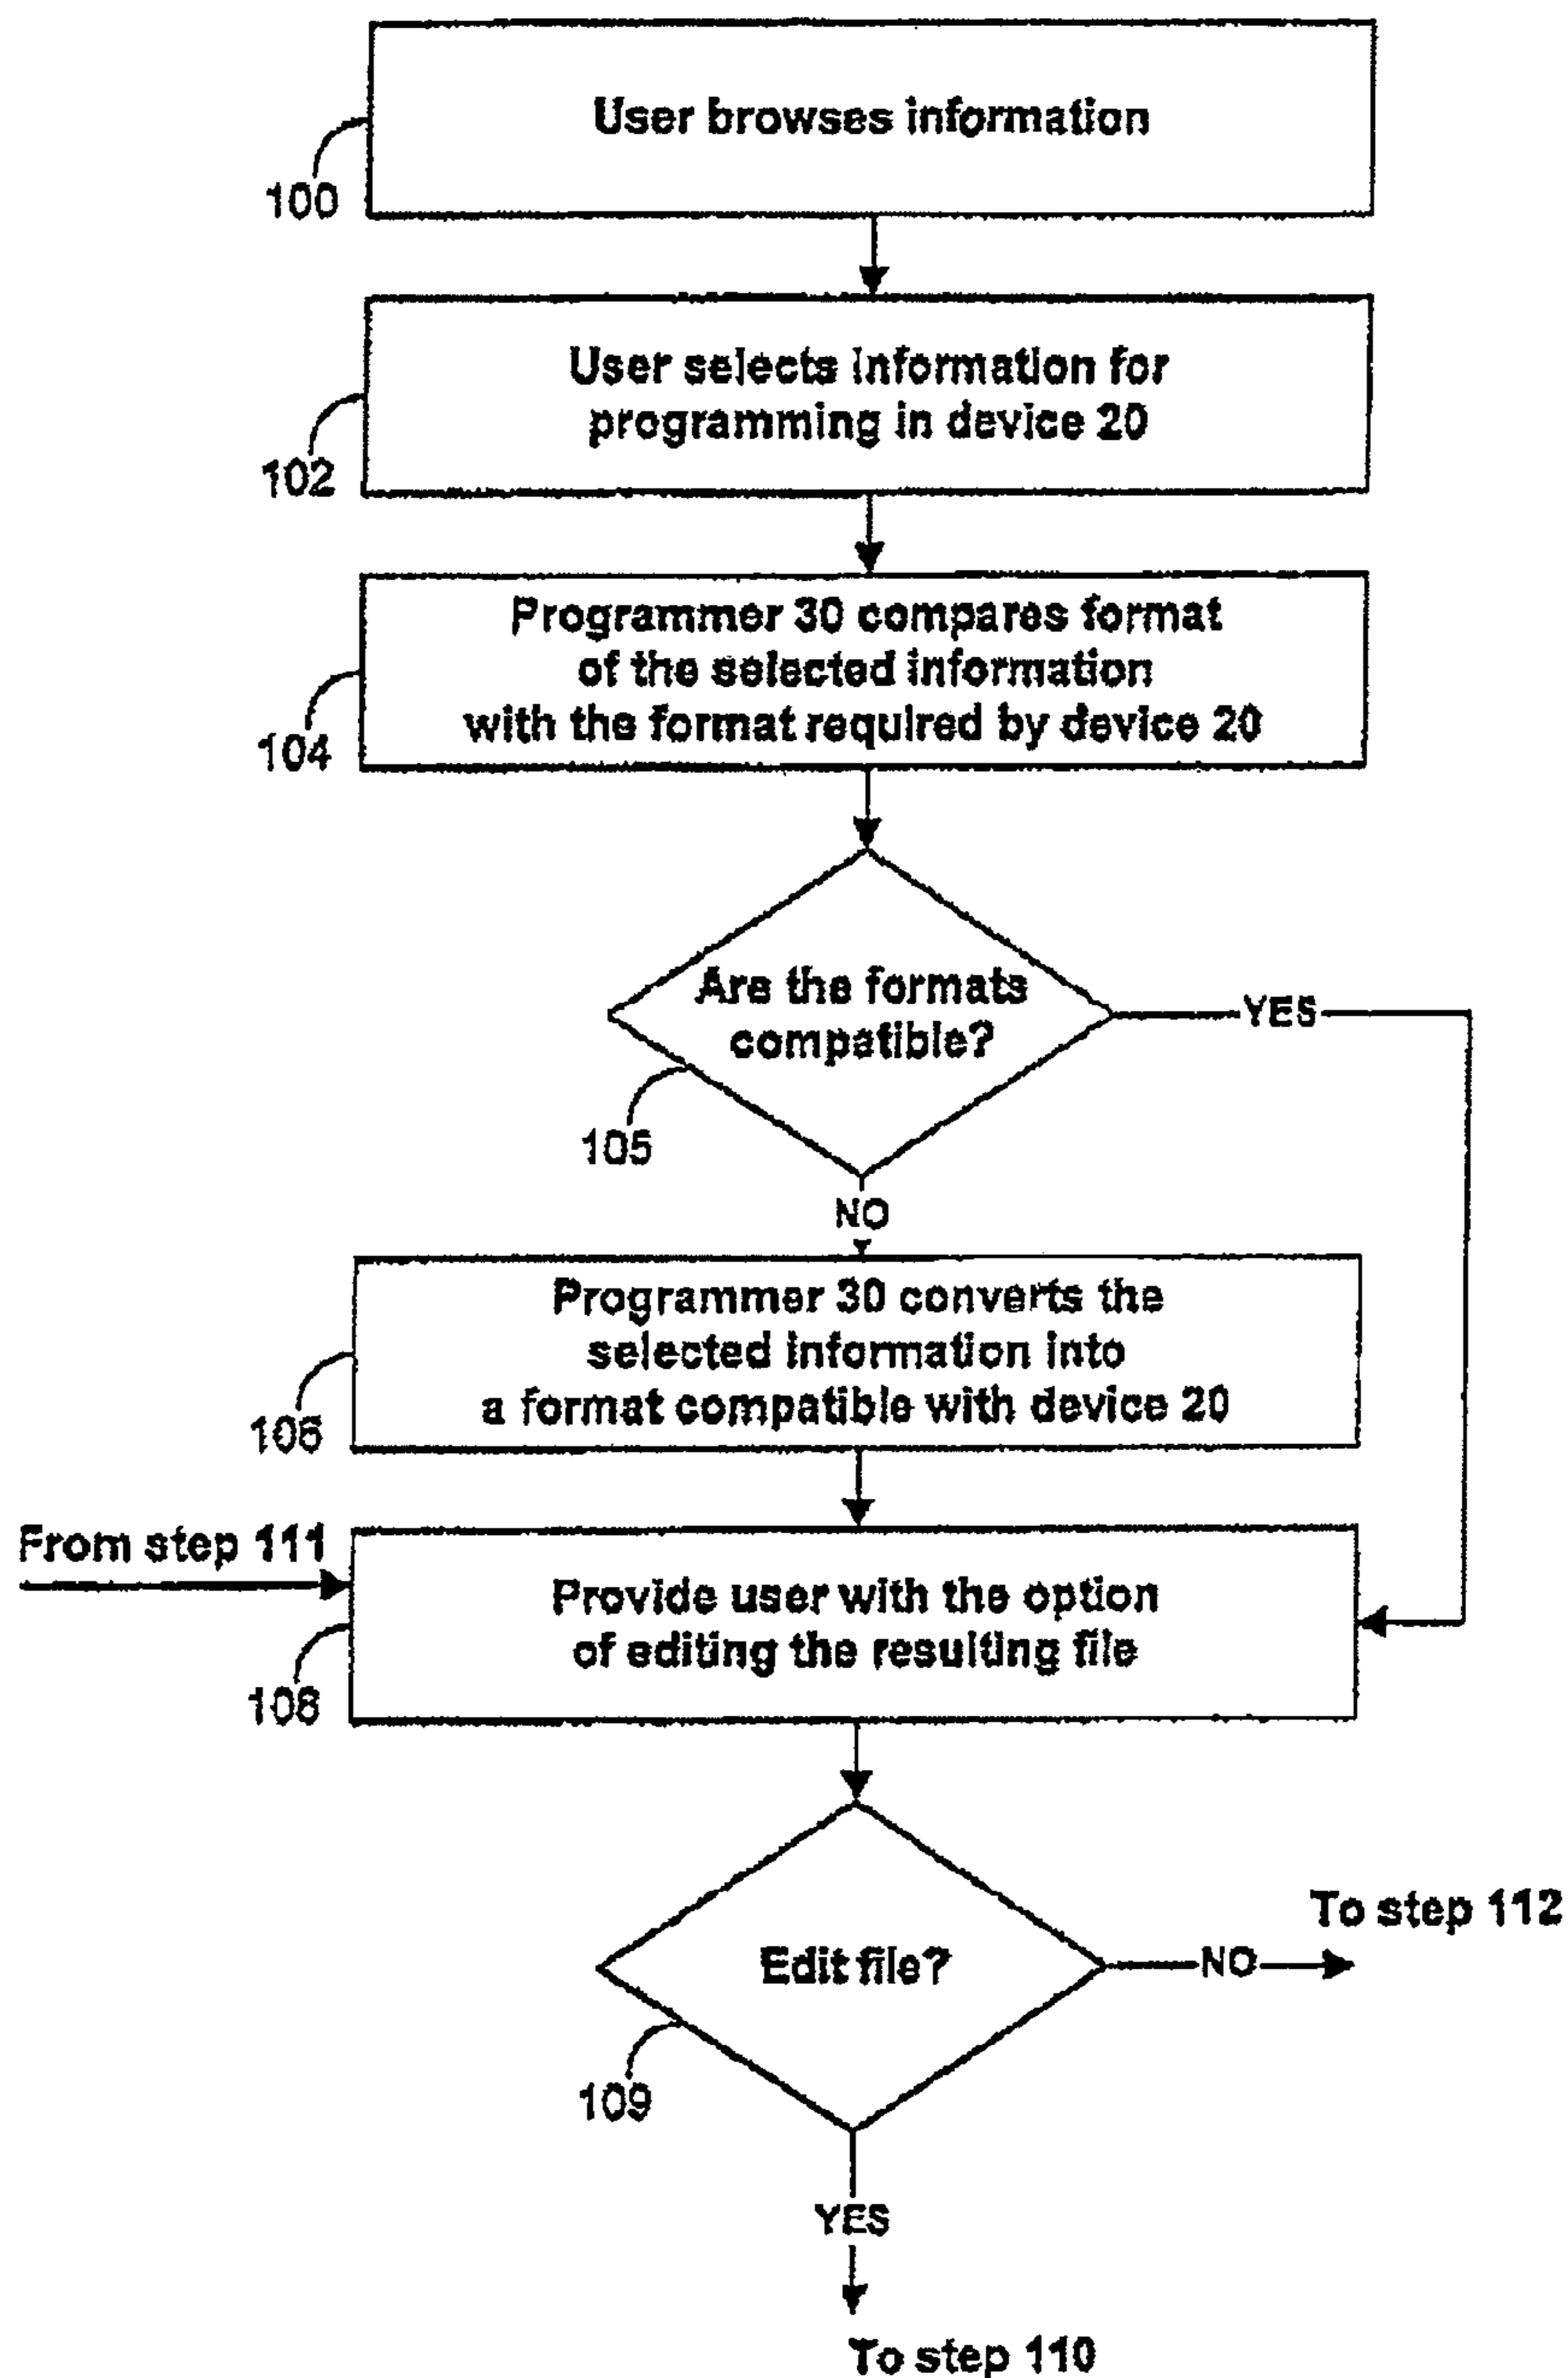 User browses information
100
User selects information for
programming in device 20
102
Programmer 30 compares format
of the selected information
with the format required by device 20
104
Are the formats
compatible?
YES
105
NO
Programmer 30 converts the
selected information into
a format compatible with device 20
106
From step 111
Provide user with the option
of editing the resulting file
108
To step 112
Edit file?
NO
109
YES
To step 110